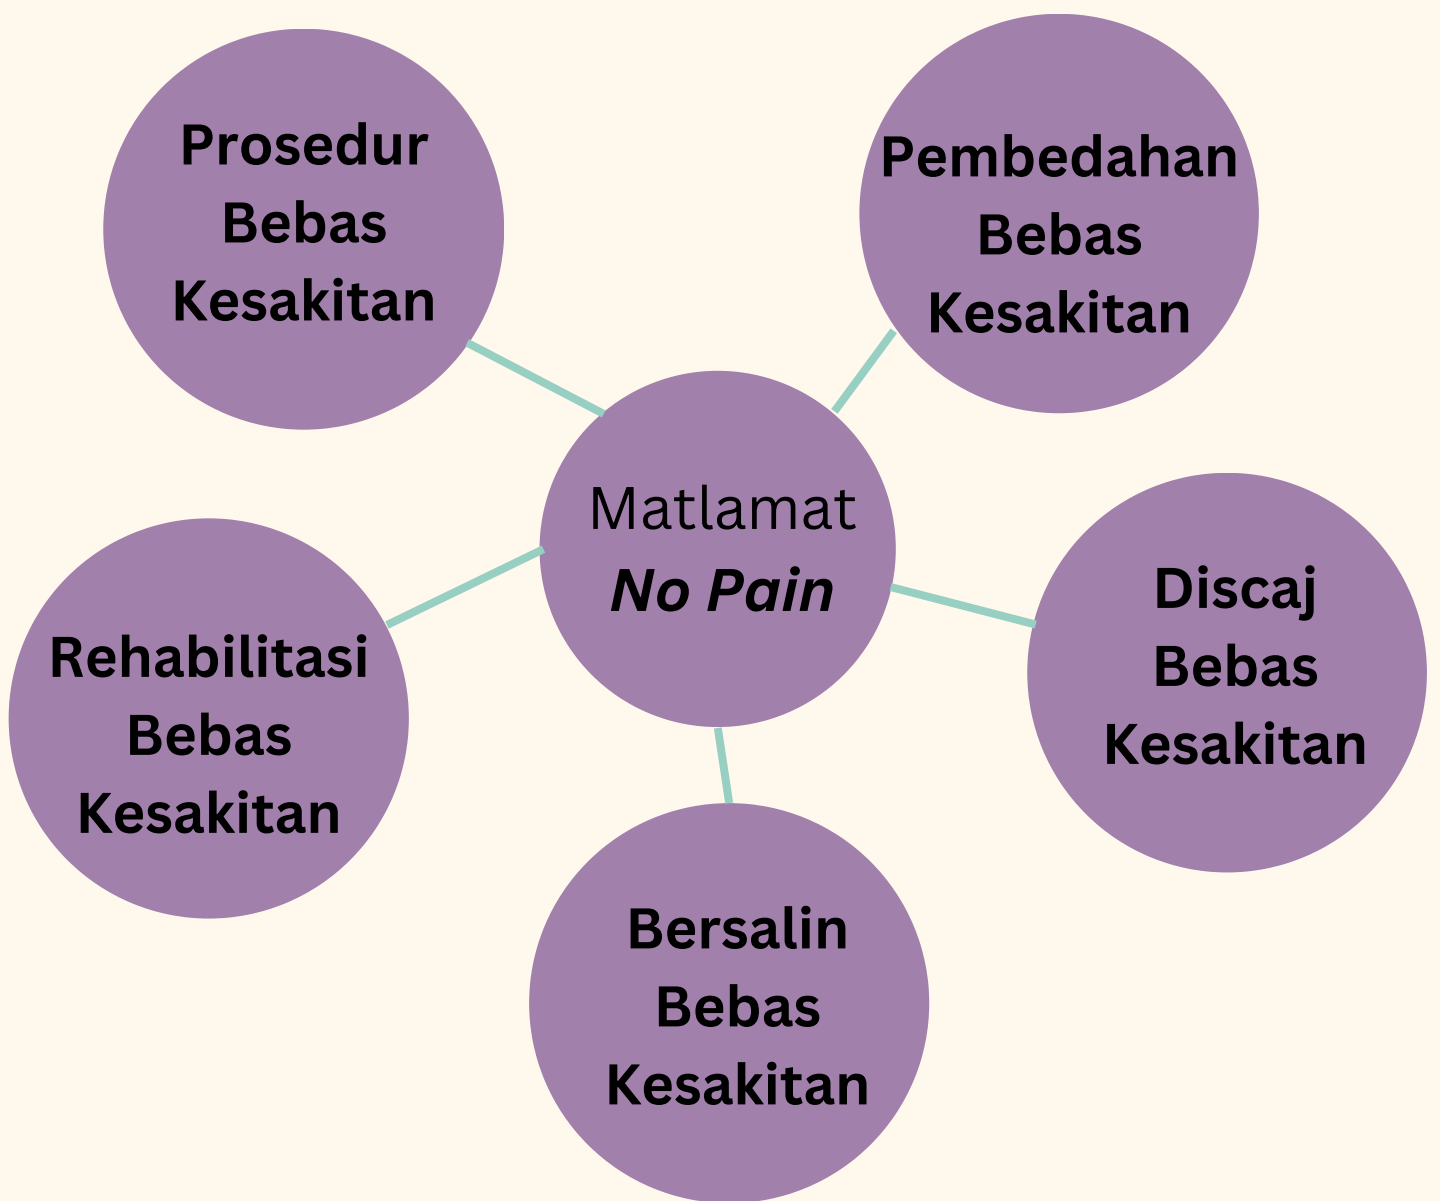 Prosedur
Bebas
Kesakitan
Pembedahan
Bebas
Kesakitan
Matlamat
No Pain
Discaj
Bebas
Kesakitan
Rehabilitasi
Bebas
Kesakitan
Bersalin
Bebas
Kesakitan